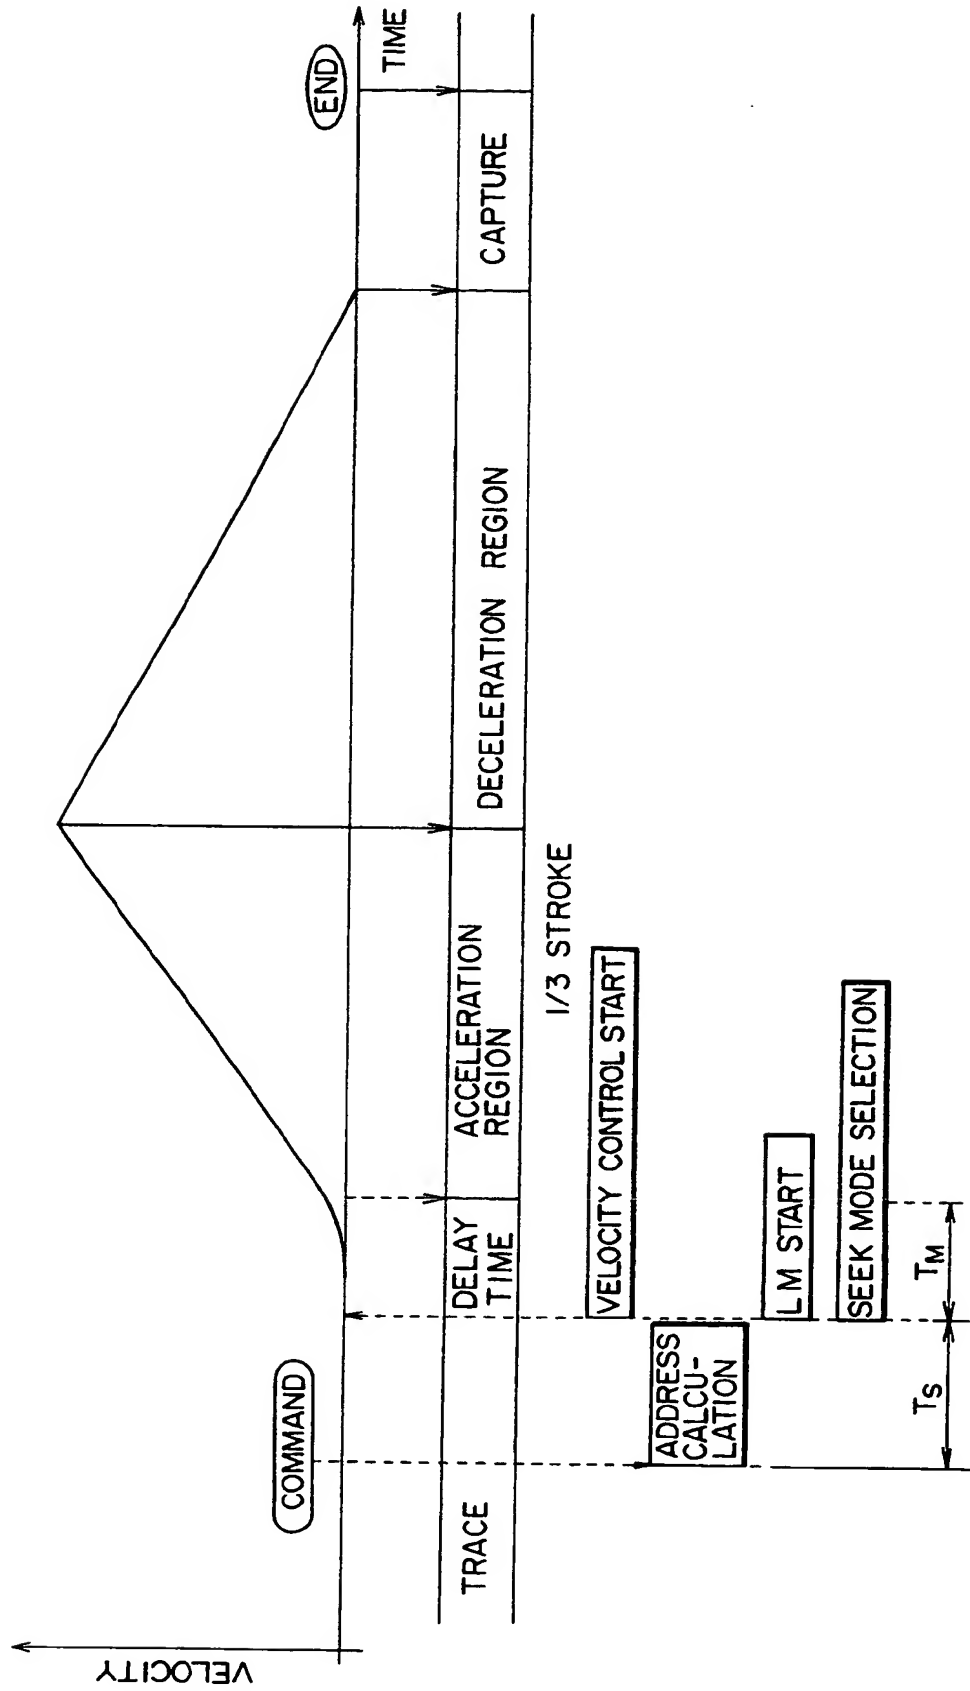 VELOCITY
COMMAND
END
TIME
TRACE
DELAY
TIME
ACCELERATION
REGION
DECELERATION REGION
CAPTURE
1/3 STROKE
VELOCITY CONTROL START
ADDRESS
CALCU-
LATION
LM START
SEEK MODE SELECTION
TS
TM